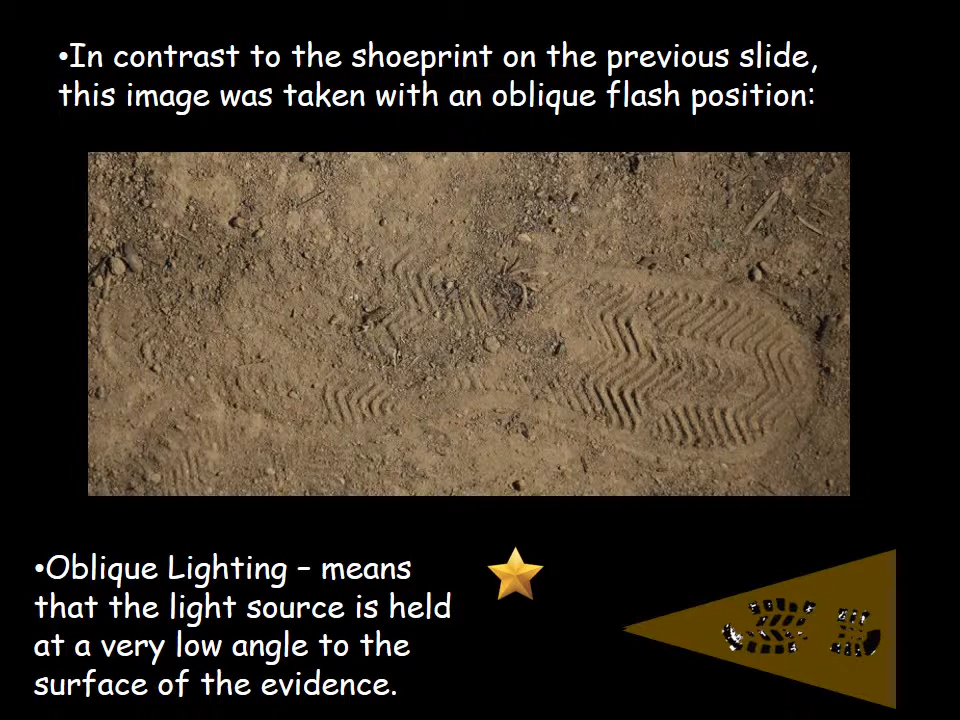 •In contrast to the shoeprint on the previous slide,
this image was taken with an oblique flash position:
•Oblique Lighting – means
that the light source is held
at a very low angle to the
surface of the evidence.